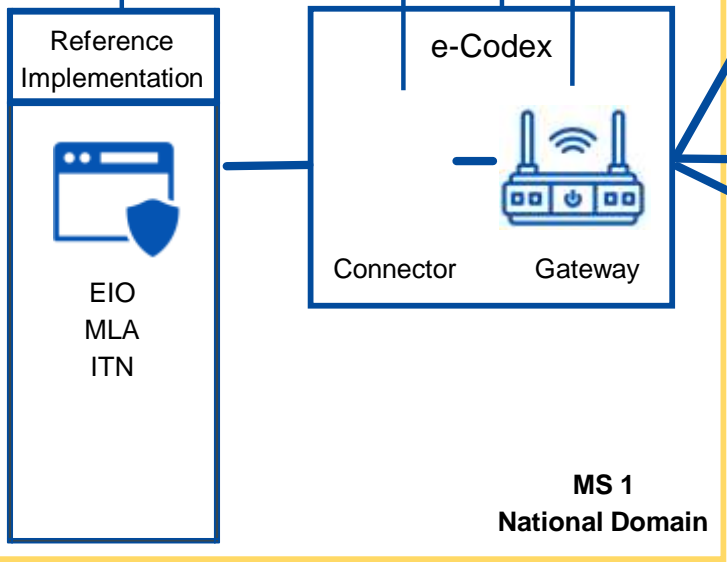 Reference
Implementation
e-Codex
Connector
Gateway
EIO
MLA
ITN
MS 1
National Domain